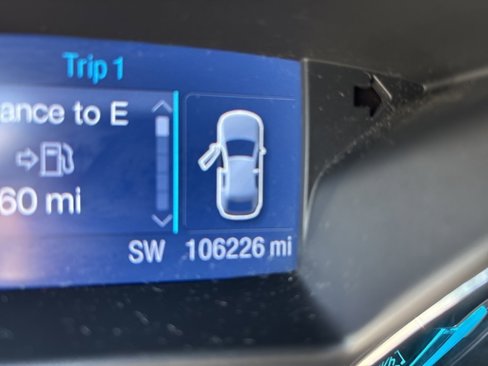 Trip 1
ance to E
60 mi
SW 106226 mi